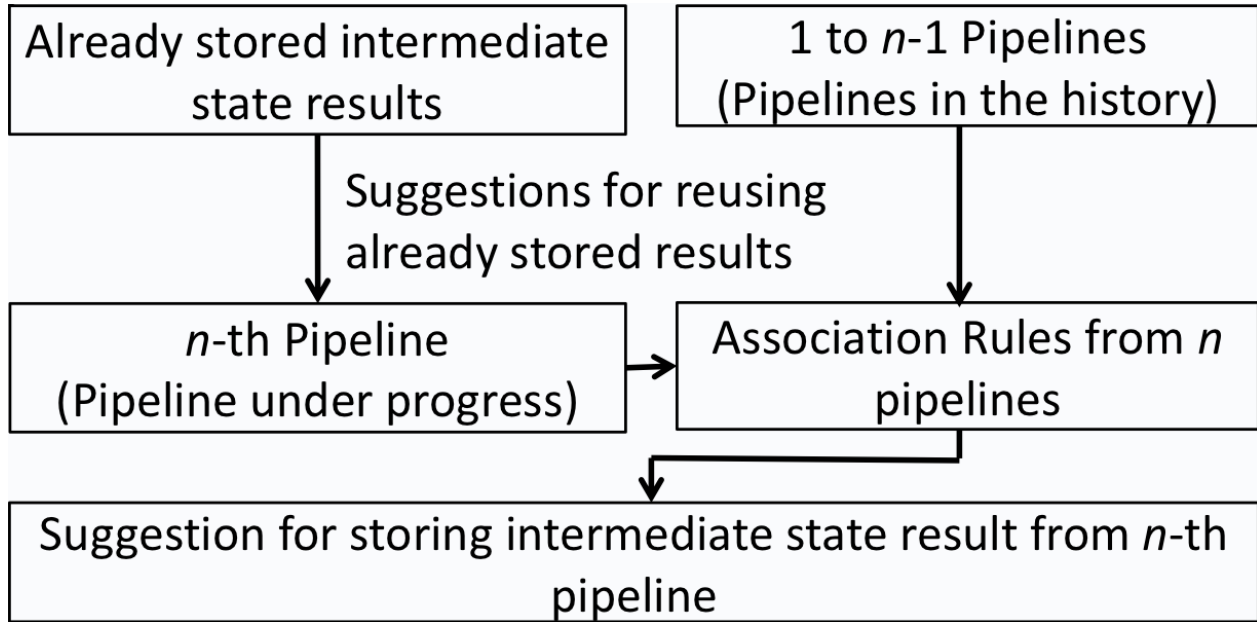 Already stored intermediate
state results
1 to n-1 Pipelines
(Pipelines in the history)
Suggestions for reusing
already stored results
n-th Pipeline
(Pipeline under progress)
Association Rules from n
pipelines
Suggestion for storing intermediate state result from n-th
pipeline